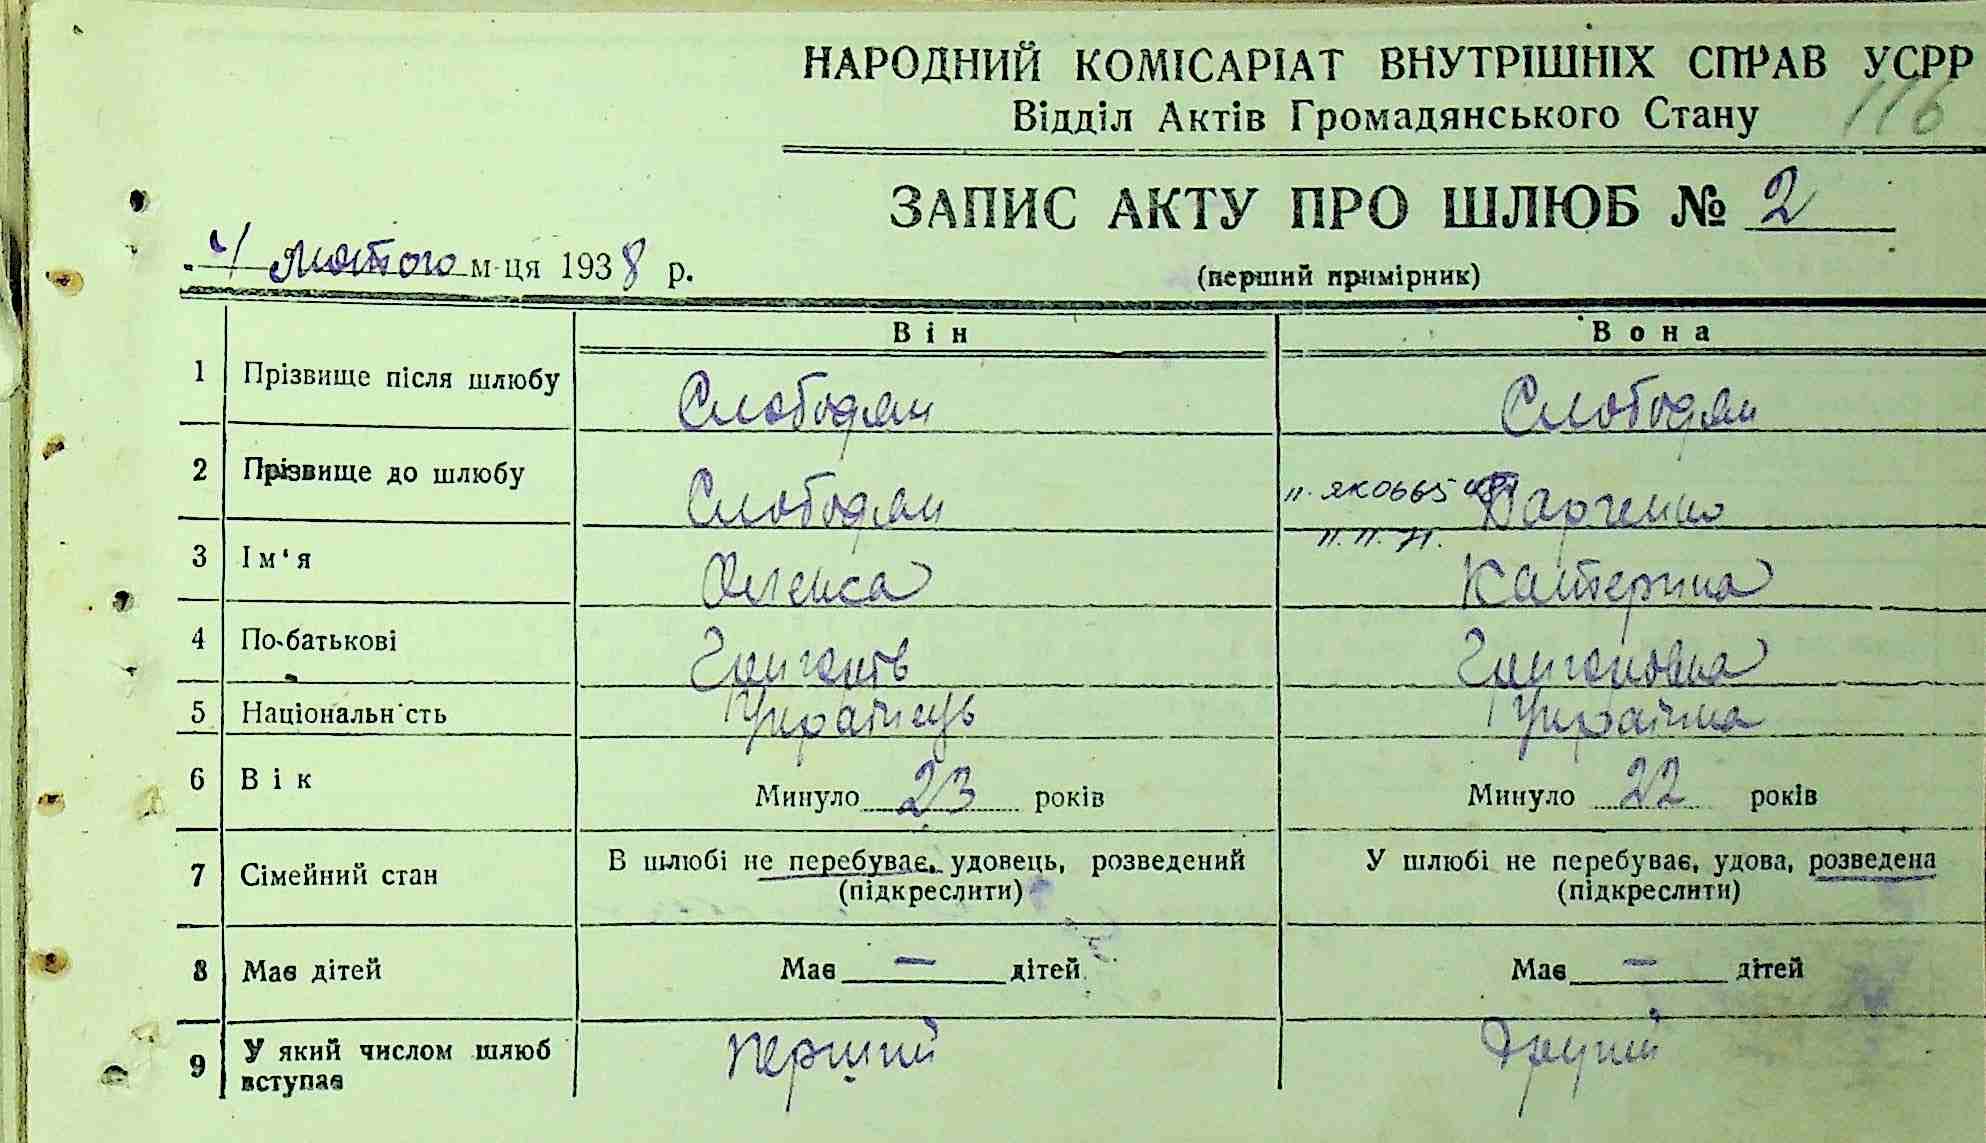 НАРОДНИЙ КОМІСАРІАТ ВНУТРІШНІХ СПРАВ УСРР
Відділ Актів Громадянського Стану 116
ЗАПИС АКТУ ПРО ШЛЮБ № 2
4 лютого м-ця 1938 р.
(перший примірник)
Він Вона
1 Прізвище після шлюбу Слободян Слободян
2 Прізвище до шлюбу Слободян
3 Ім'я Олекса Катерина
4 По-батькові Григорів Григоровна
5 Національність Українець Українка
6 Вік Минуло 23 років Минуло 22 років
7 Сімейний стан В шлюбі не перебуває, удовець, розведений У шлюбі не перебуває, удова, розведена
(підкреслити) (підкреслити)
8 Має дітей Має — дітей Має — дітей
9 У який числом шлюб вступає перший Другий